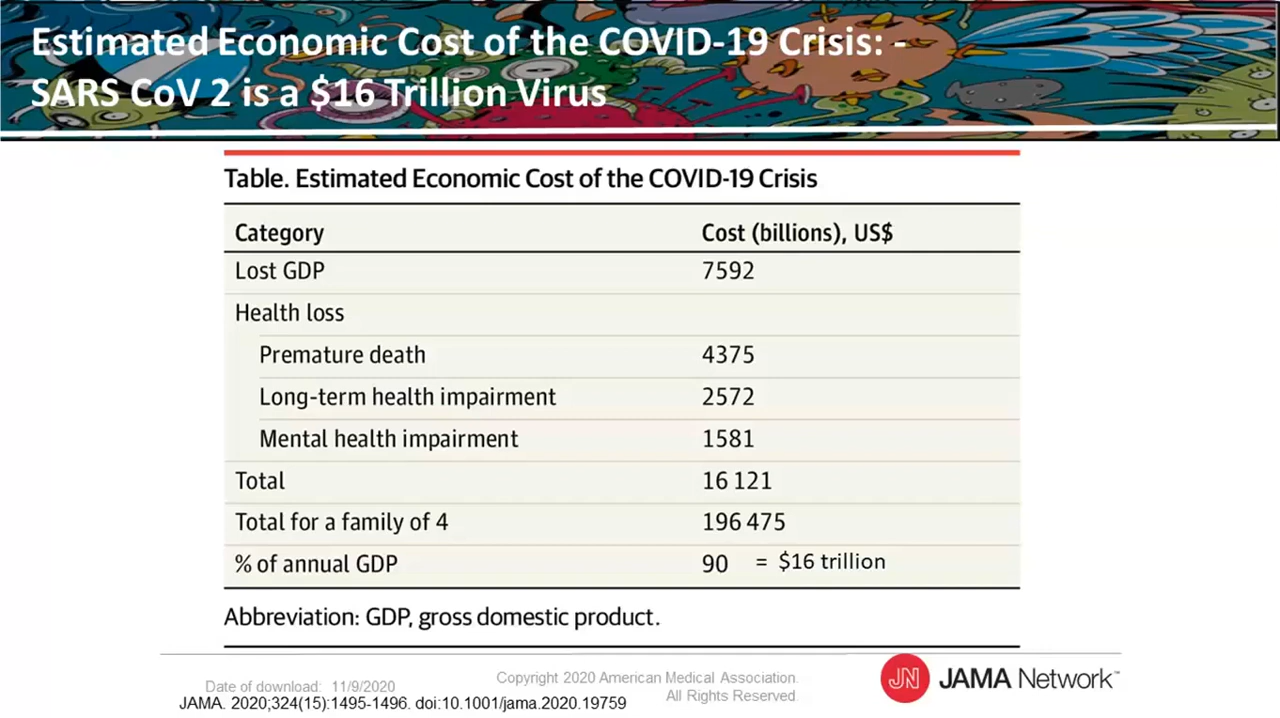 Estimated Economic Cost of the COVID-19 Crisis: -
SARS CoV 2 is a $16 Trillion Virus
Table. Estimated Economic Cost of the COVID-19 Crisis
Category Cost (billions), US$
Lost GDP 7592
Health loss
Premature death 4375
Long-term health impairment 2572
Mental health impairment 1581
Total 16 121
Total for a family of 4 196 475
% of annual GDP 90 = $16 trillion
Abbreviation: GDP, gross domestic product.
Date of download: 11/9/2020
Copyright 2020 American Medical Association.
All Rights Reserved.
JAMA. 2020;324(15):1495-1496. doi:10.1001/jama.2020.19759
JN JAMA Network™